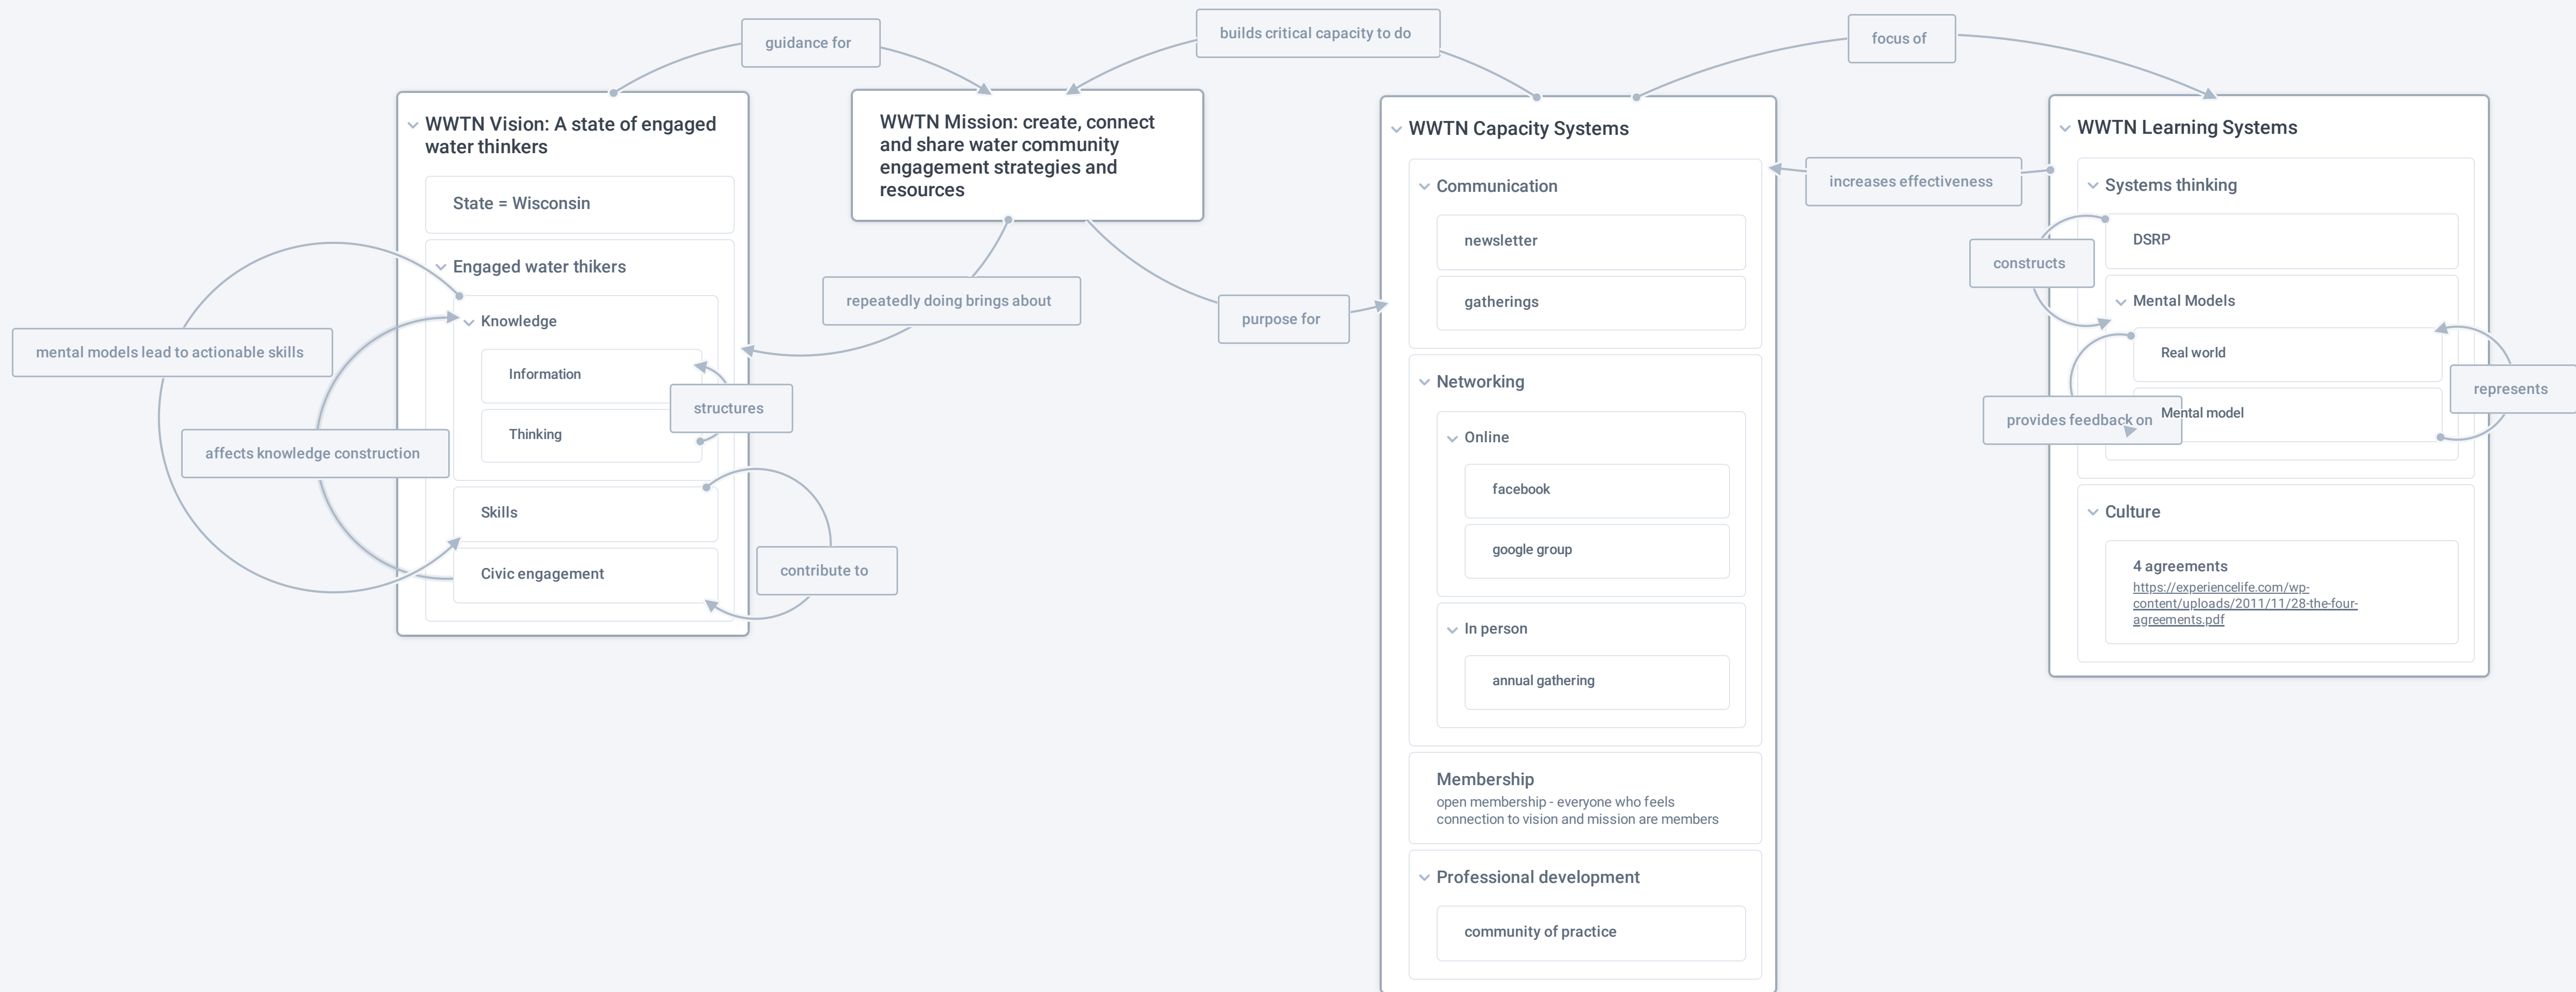 guidance for
builds critical capacity to do
focus of
WWTN Vision: A state of engaged
water thinkers
State = Wisconsin
Engaged water thikers
Knowledge
Information
Thinking
structures
Skills
Civic engagement
mental models lead to actionable skills
affects knowledge construction
contribute to
WWTN Mission: create, connect
and share water community
engagement strategies and
resources
repeatedly doing brings about
purpose for
WWTN Capacity Systems
Communication
newsletter
gatherings
Networking
Online
facebook
google group
In person
annual gathering
Membership
open membership - everyone who feels
connection to vision and mission are members
Professional development
community of practice
increases effectiveness
WWTN Learning Systems
Systems thinking
DSRP
constructs
Mental Models
Real world
Mental model
represents
provides feedback on
Culture
4 agreements
https://experiencelife.com/wp-
content/uploads/2011/11/28-the-four-
agreements.pdf